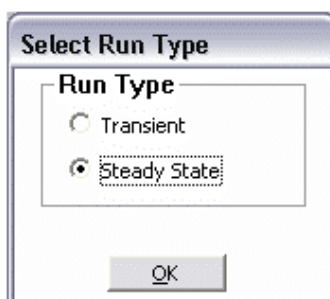 Select Run Type
Run Type
Transient
Steady State
OK